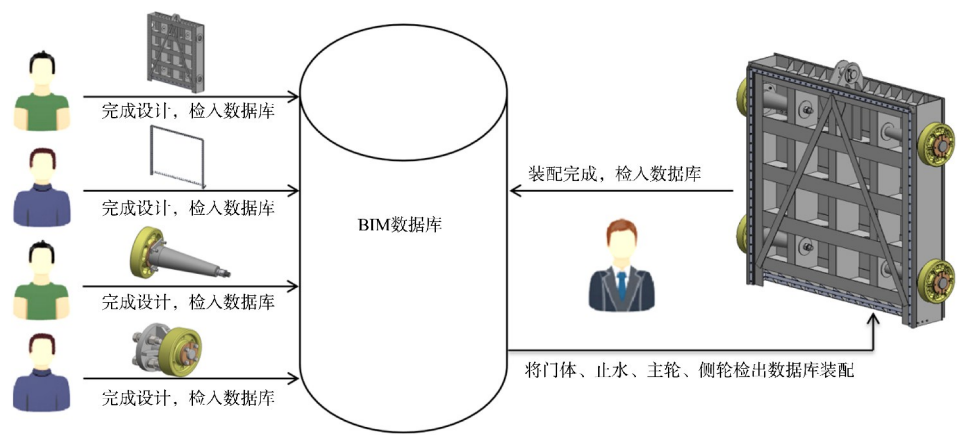 完成设计，检入数据库
完成设计，检入数据库
完成设计，检入数据库
完成设计，检入数据库
BIM数据库
装配完成，检入数据库
将门体、止水、主轮、侧轮检出数据库装配